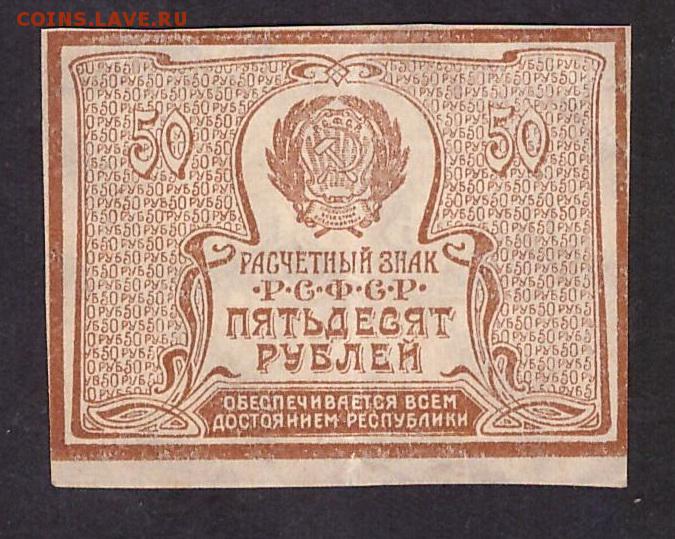 COINS.LAVE.RU
50 50
РАСЧЕТНЫЙ ЗНАК
·Р·С·Ф·С·Р·
ПЯТЬДЕСЯТ
РУБЛЕЙ
ОБЕСПЕЧИВАЕТСЯ ВСЕМ
ДОСТОЯНИЕМ РЕСПУБЛИКИ